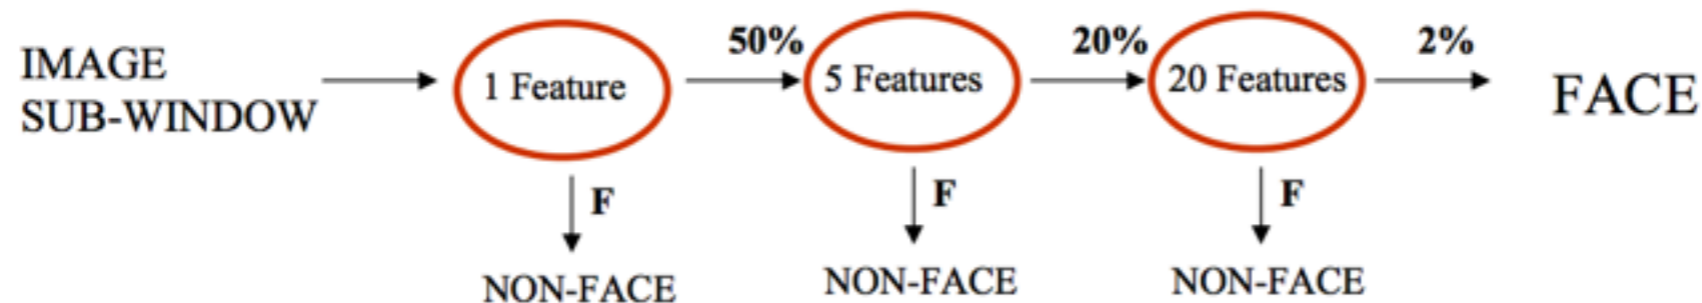 IMAGE
SUB-WINDOW
1 Feature
50%
5 Features
20%
20 Features
2%
FACE
F
F
F
NON-FACE
NON-FACE
NON-FACE